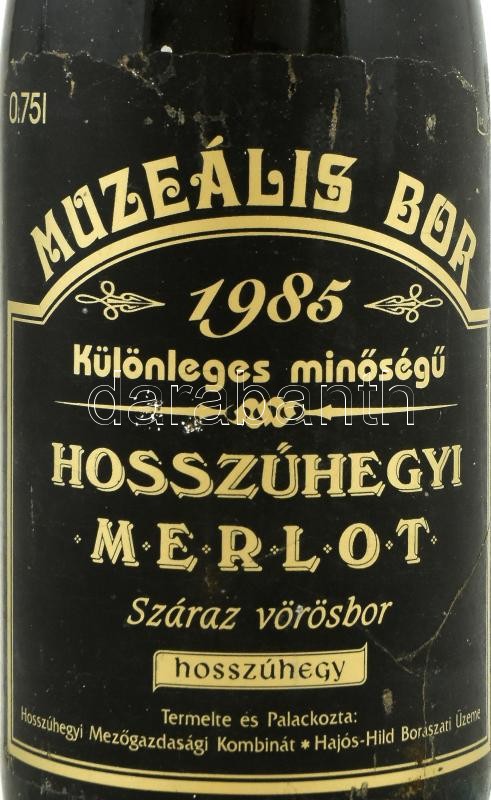 0.75l
MUZEÁLIS BOR
1985
Különleges minőségű
darabanth
HOSSZÚHEGYI
M·E·R·L·O·T
Száraz vörösbor
hosszúhegy
Termelte és Palackozta:
Hosszúhegyi Mezőgazdasági Kombinát * Hajós-Hild Borászati Üzeme